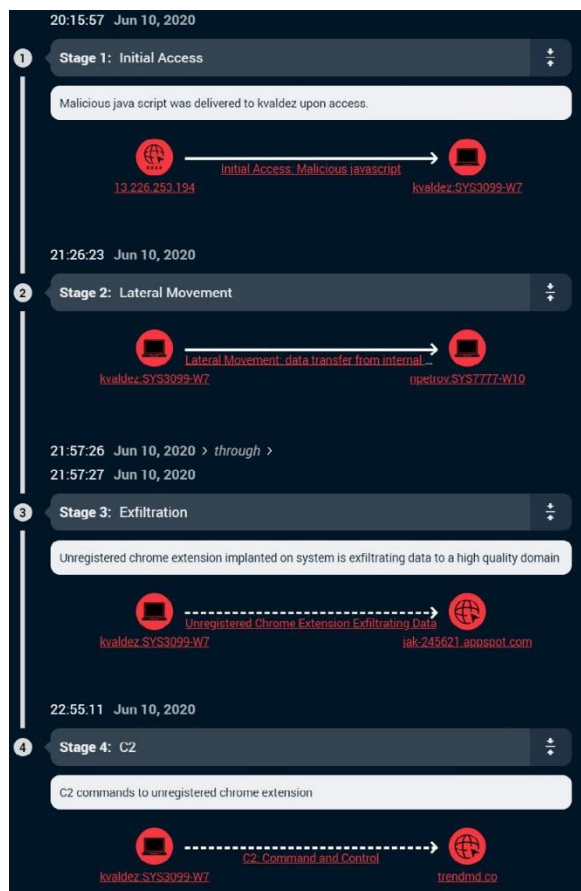 20:15:57 Jun 10, 2020
1 Stage 1: Initial Access
Malicious java script was delivered to kvaldez upon access.
Initial Access: Malicious javascript
13.226.253.194 kvaldez:SYS3099-W7
21:26:23 Jun 10, 2020
2 Stage 2: Lateral Movement
Lateral Movement: data transfer from internal ...
kvaldez:SYS3099-W7 npetrov:SYS7777-W10
21:57:26 Jun 10, 2020 > through >
21:57:27 Jun 10, 2020
3 Stage 3: Exfiltration
Unregistered chrome extension implanted on system is exfiltrating data to a high quality domain
Unregistered Chrome Extension Exfiltrating Data
kvaldez:SYS3099-W7 jak-245621.appspot.com
22:55:11 Jun 10, 2020
4 Stage 4: C2
C2 commands to unregistered chrome extension
C2: Command and Control
kvaldez:SYS3099-W7 trendmd.co